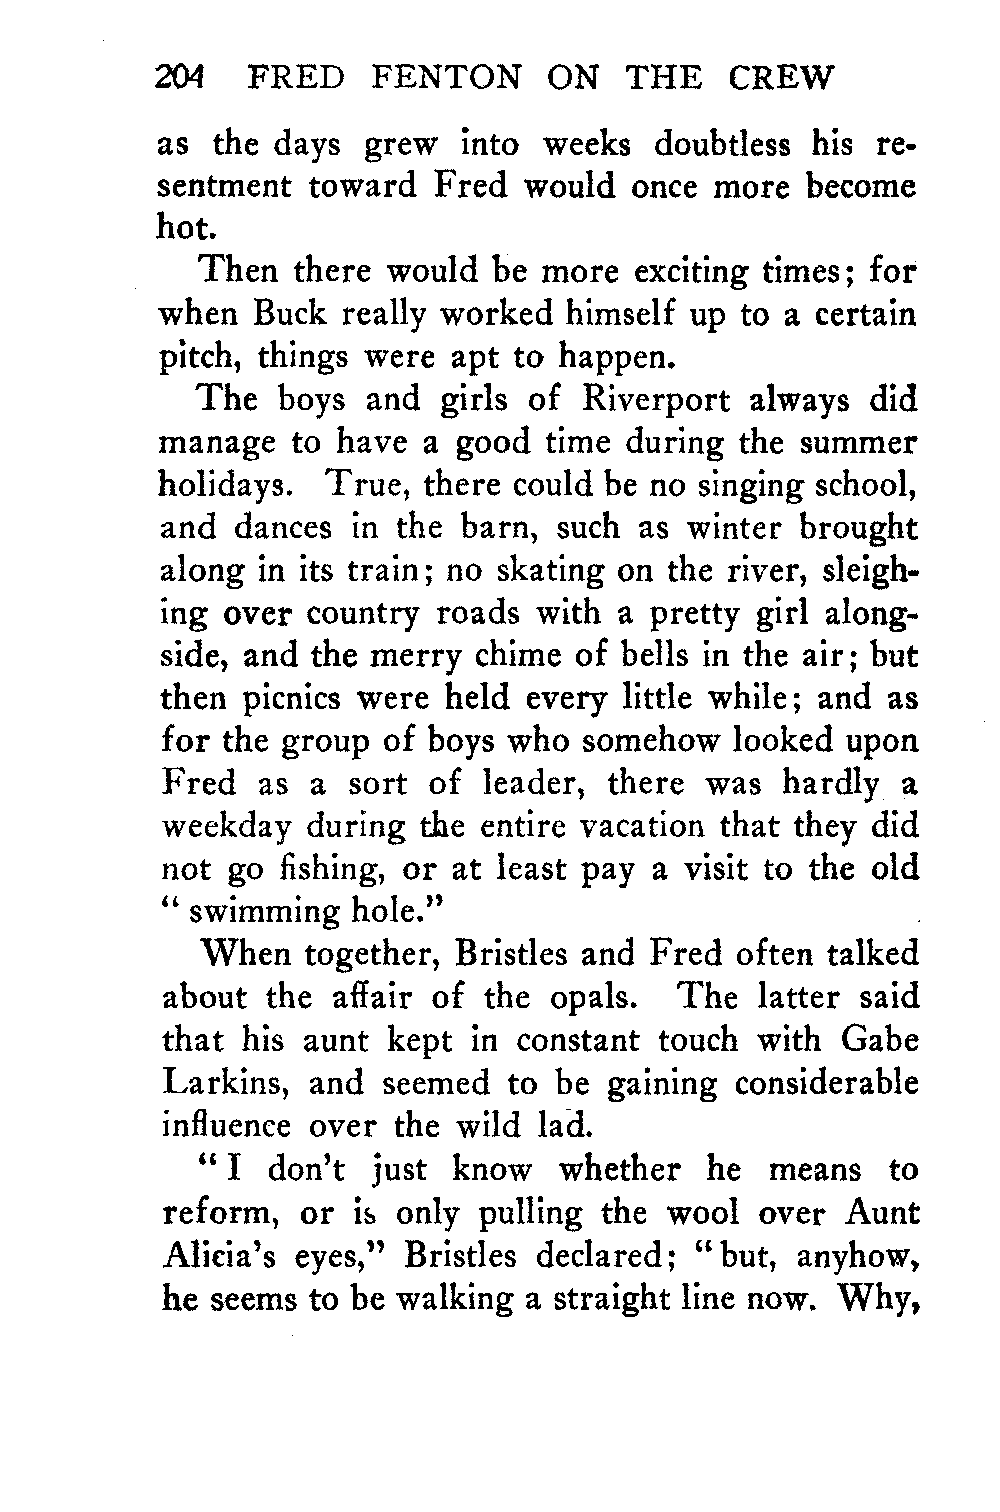 204 FRED FENTON ON THE CREW
as the days grew into weeks doubtless his re-
sentment toward Fred would once more become
hot.
Then there would be more exciting times; for
when Buck really worked himself up to a certain
pitch, things were apt to happen.
The boys and girls of Riverport always did
manage to have a good time during the summer
holidays. True, there could be no singing school,
and dances in the barn, such as winter brought
along in its train; no skating on the river, sleigh-
ing over country roads with a pretty girl along-
side, and the merry chime of bells in the air; but
then picnics were held every little while; and as
for the group of boys who somehow looked upon
Fred as a sort of leader, there was hardly a
weekday during the entire vacation that they did
not go fishing, or at least pay a visit to the old
" swimming hole."
When together, Bristles and Fred often talked
about the affair of the opals. The latter said
that his aunt kept in constant touch with Gabe
Larkins, and seemed to be gaining considerable
influence over the wild lad.
" I don't just know whether he means to
reform, or is only pulling the wool over Aunt
Alicia's eyes," Bristles declared; " but, anyhow,
he seems to be walking a straight line now. Why,